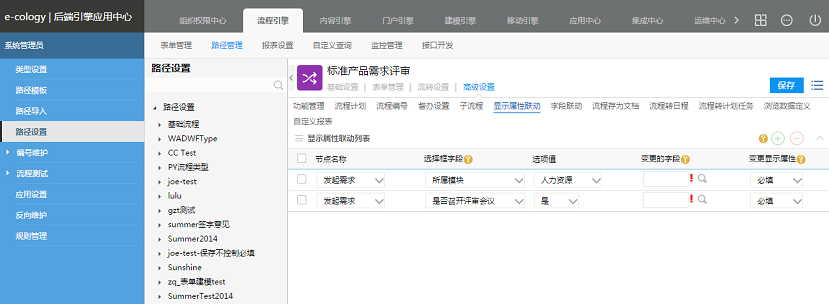 e-cology | 后端引擎应用中心
组织权限中心 流程引擎 内容引擎 门户引擎 建模引擎 移动引擎 应用中心 集成中心 运维中心
系统管理员
表单管理 路径管理 报表设置 自定义查询 监控管理 接口开发
类型设置
路径模板
路径导入
路径设置
编号维护
流程测试
应用设置
反向维护
规则管理
路径设置
路径设置
基础流程
WADWFType
CC Test
PY流程类型
joe-test
lulu
gzt测试
summer签字意见
Summer2014
joe-test-保存不控制必填
Sunshine
zq_表单建模test
SummerTest2014
标准产品需求评审
基础设置 | 表单管理 | 流转设置 | 高级设置
保存
功能管理 流程计划 流程编号 督办设置 子流程 显示属性联动 字段联动 流程存为文档 流程转日程 流程转计划任务 浏览数据定义
自定义报表
显示属性联动列表
节点名称 选择框字段 选项值 变更的字段 变更显示属性
发起需求 所属模块 人力资源 ! 必填
发起需求 是否召开评审会议 是 ! 必填